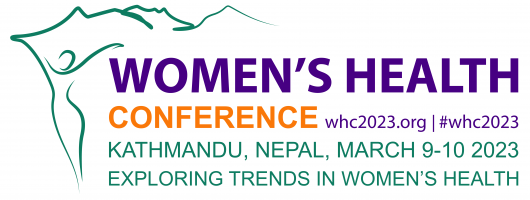 WOMEN'S HEALTH
CONFERENCE whc2023.org | #whc2023
KATHMANDU, NEPAL, MARCH 9-10 2023
EXPLORING TRENDS IN WOMEN'S HEALTH